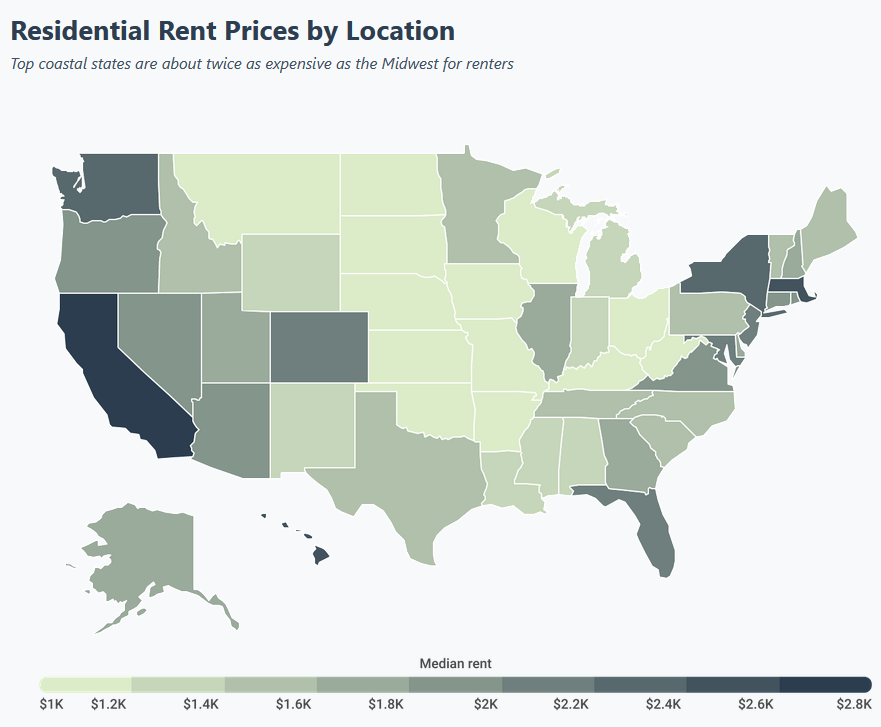 Residential Rent Prices by Location
Top coastal states are about twice as expensive as the Midwest for renters
Median rent
$1K $1.2K $1.4K $1.6K $1.8K $2K $2.2K $2.4K $2.6K $2.8K